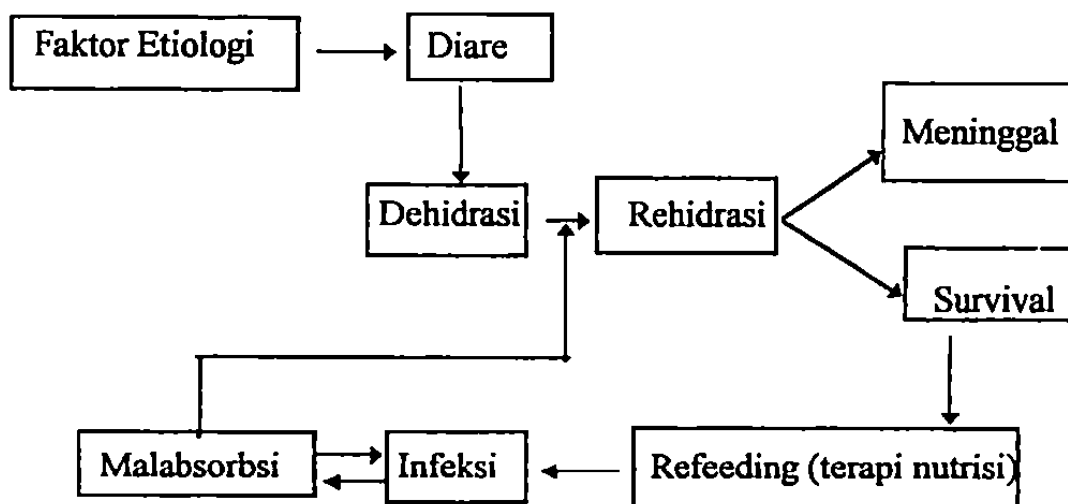 Faktor Etiologi
Diare
Meninggal
Dehidrasi
Rehidrasi
Survival
Malabsorbsi
Infeksi
Refeeding (terapi nutrisi)